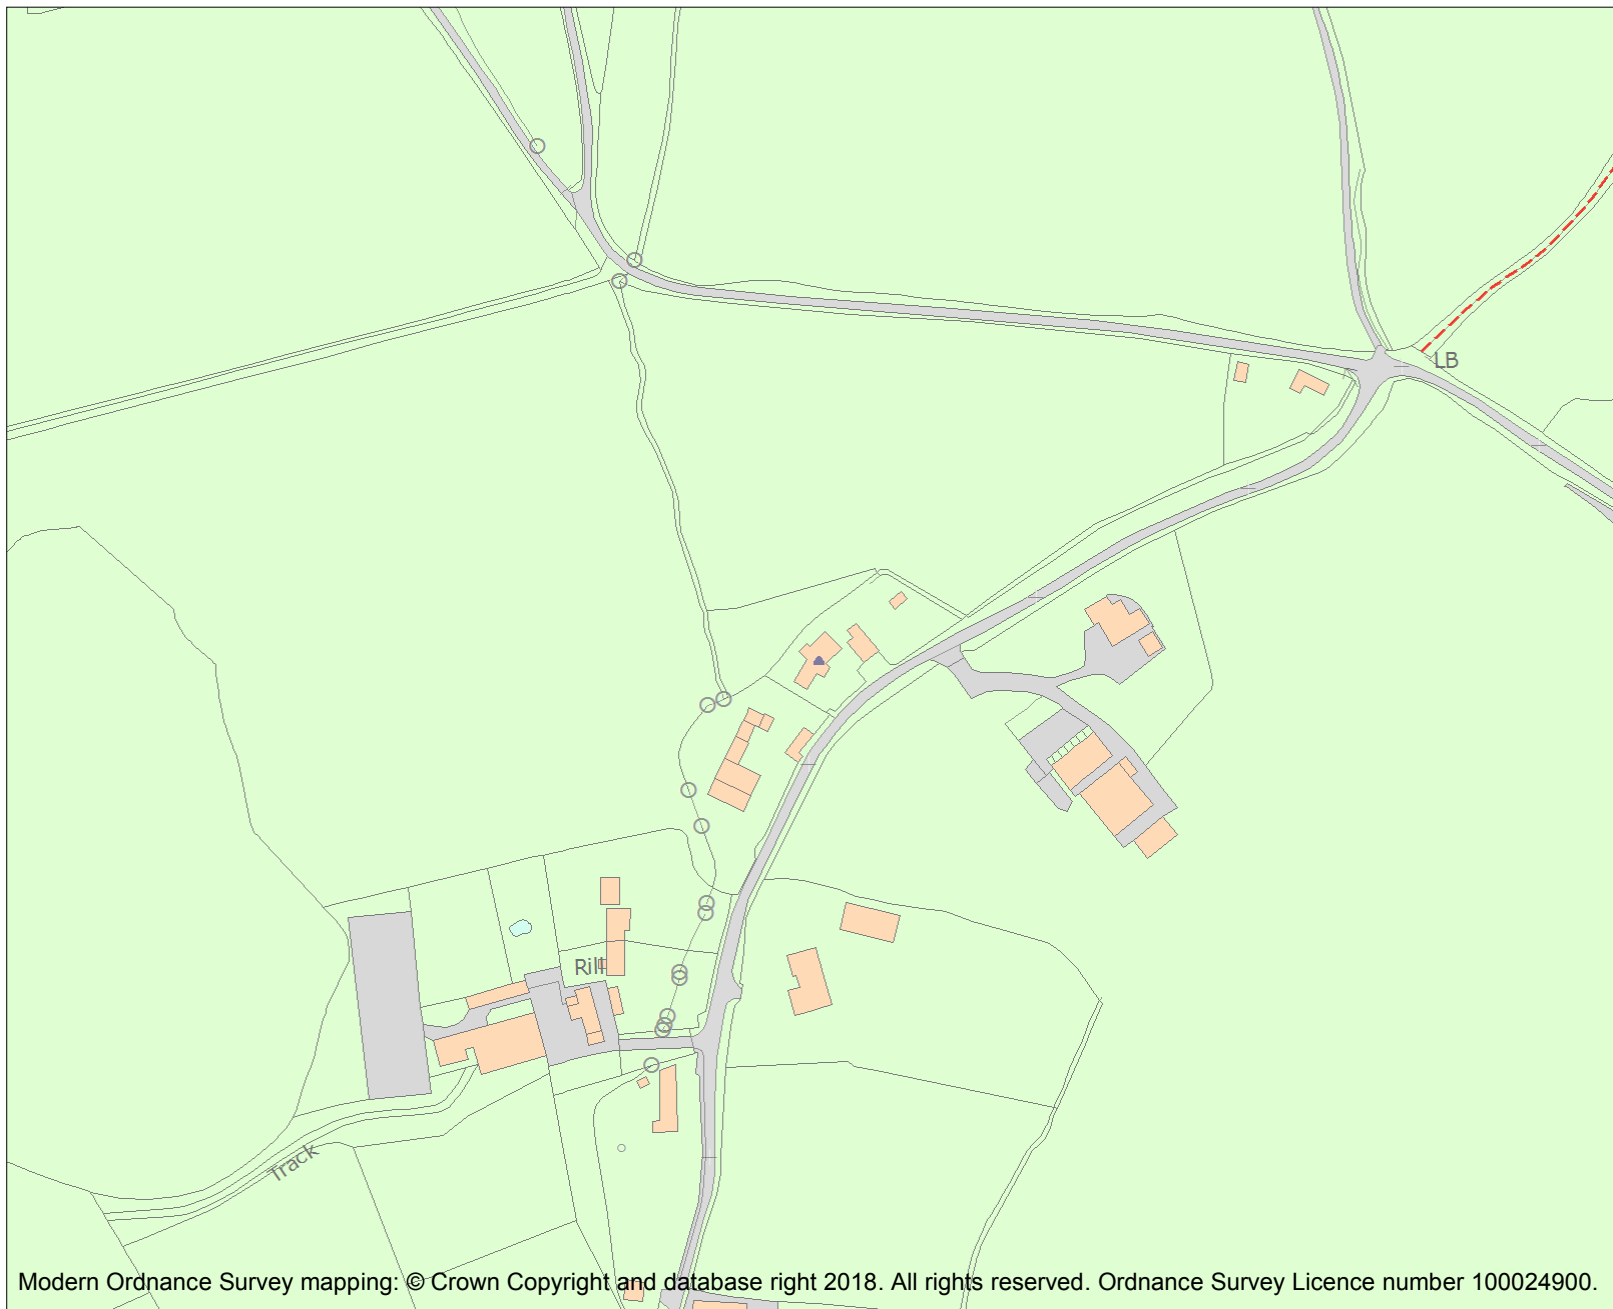 LB
Rill
Track
Modern Ordnance Survey mapping: © Crown Copyright and database right 2018. All rights reserved. Ordnance Survey Licence number 100024900.